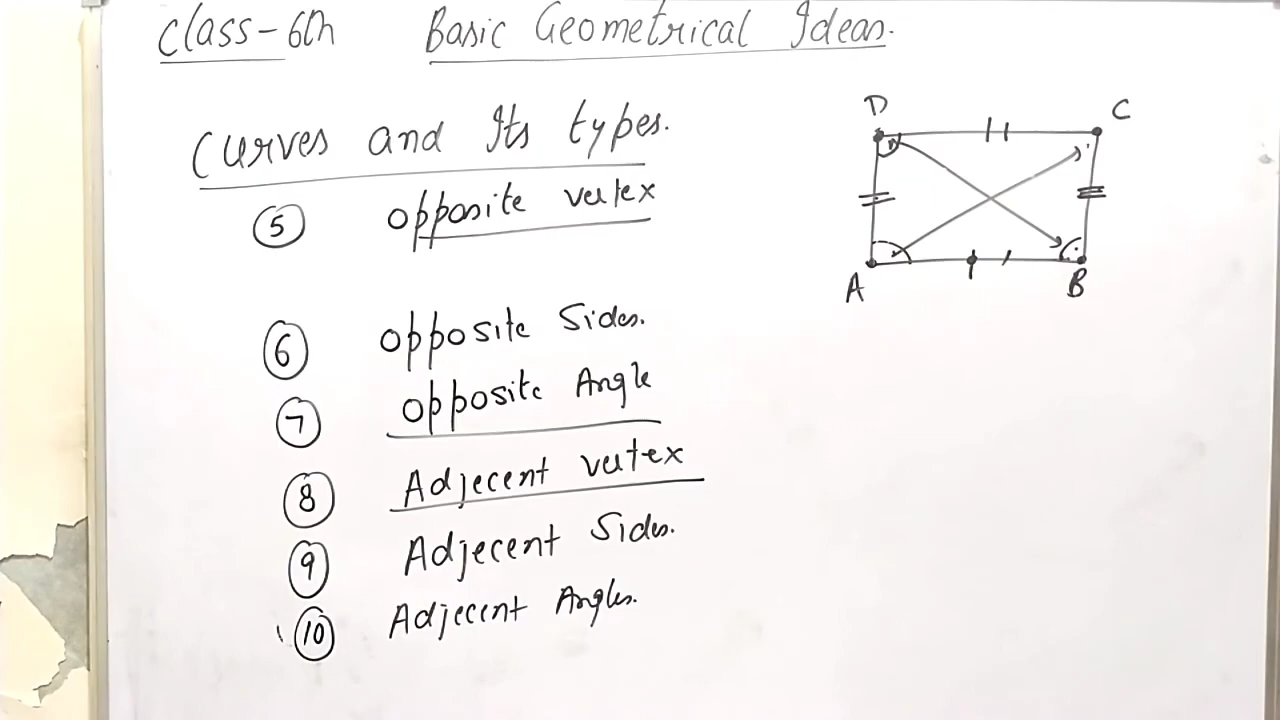 Class-6th Basic Geometrical Ideas.
Curves and Its types.
5 opposite vertex
6 opposite Sides.
7 opposite Angle
8 Adjecent vertex
9 Adjecent Sides.
10 Adjecent Angles.
D C
A B